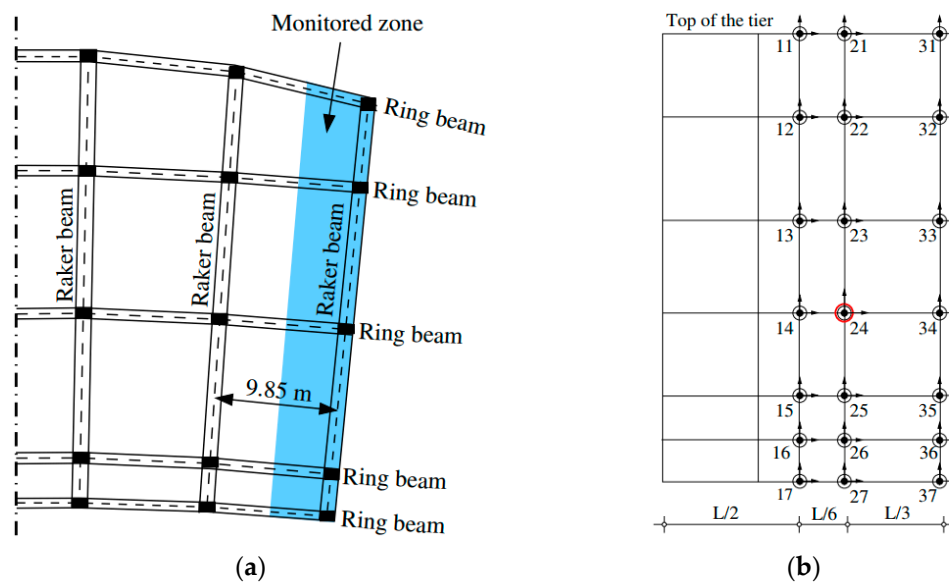 Monitored zone
Ring beam
Ring beam
Raker beam
Raker beam
Raker beam
Ring beam
9.85 m
Ring beam
Ring beam
(a)
Top of the tier
11 21 31
12 22 32
13 23 33
14 24 34
15 25 35
16 26 36
17 27 37
L/2 L/6 L/3
(b)